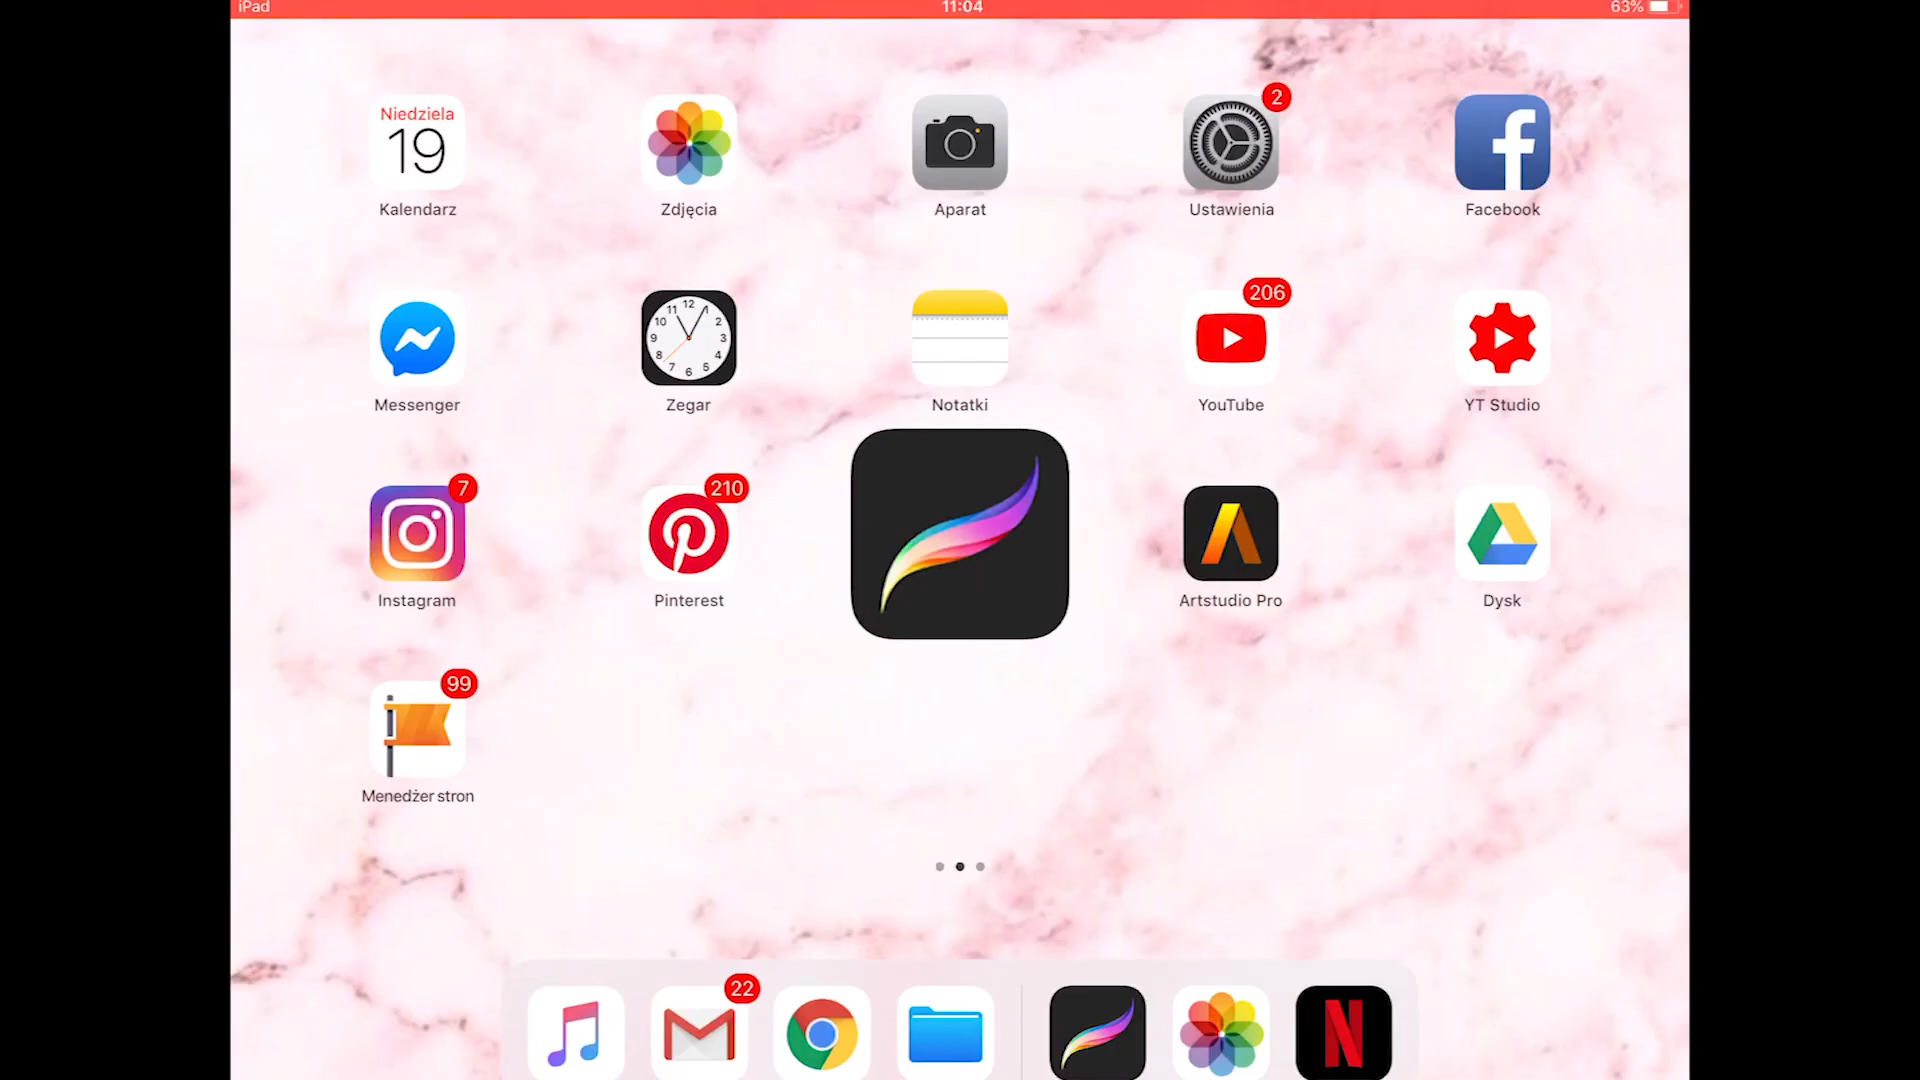 iPad 11:04 63%
Niedziela
19
2
Kalendarz Zdjęcia Aparat Ustawienia Facebook
206
12 1 2 3 4 5 6 7 8 9 10 11
Messenger Zegar Notatki YouTube YT Studio
7 210
Instagram Pinterest Artstudio Pro Dysk
99
Menedżer stron
22